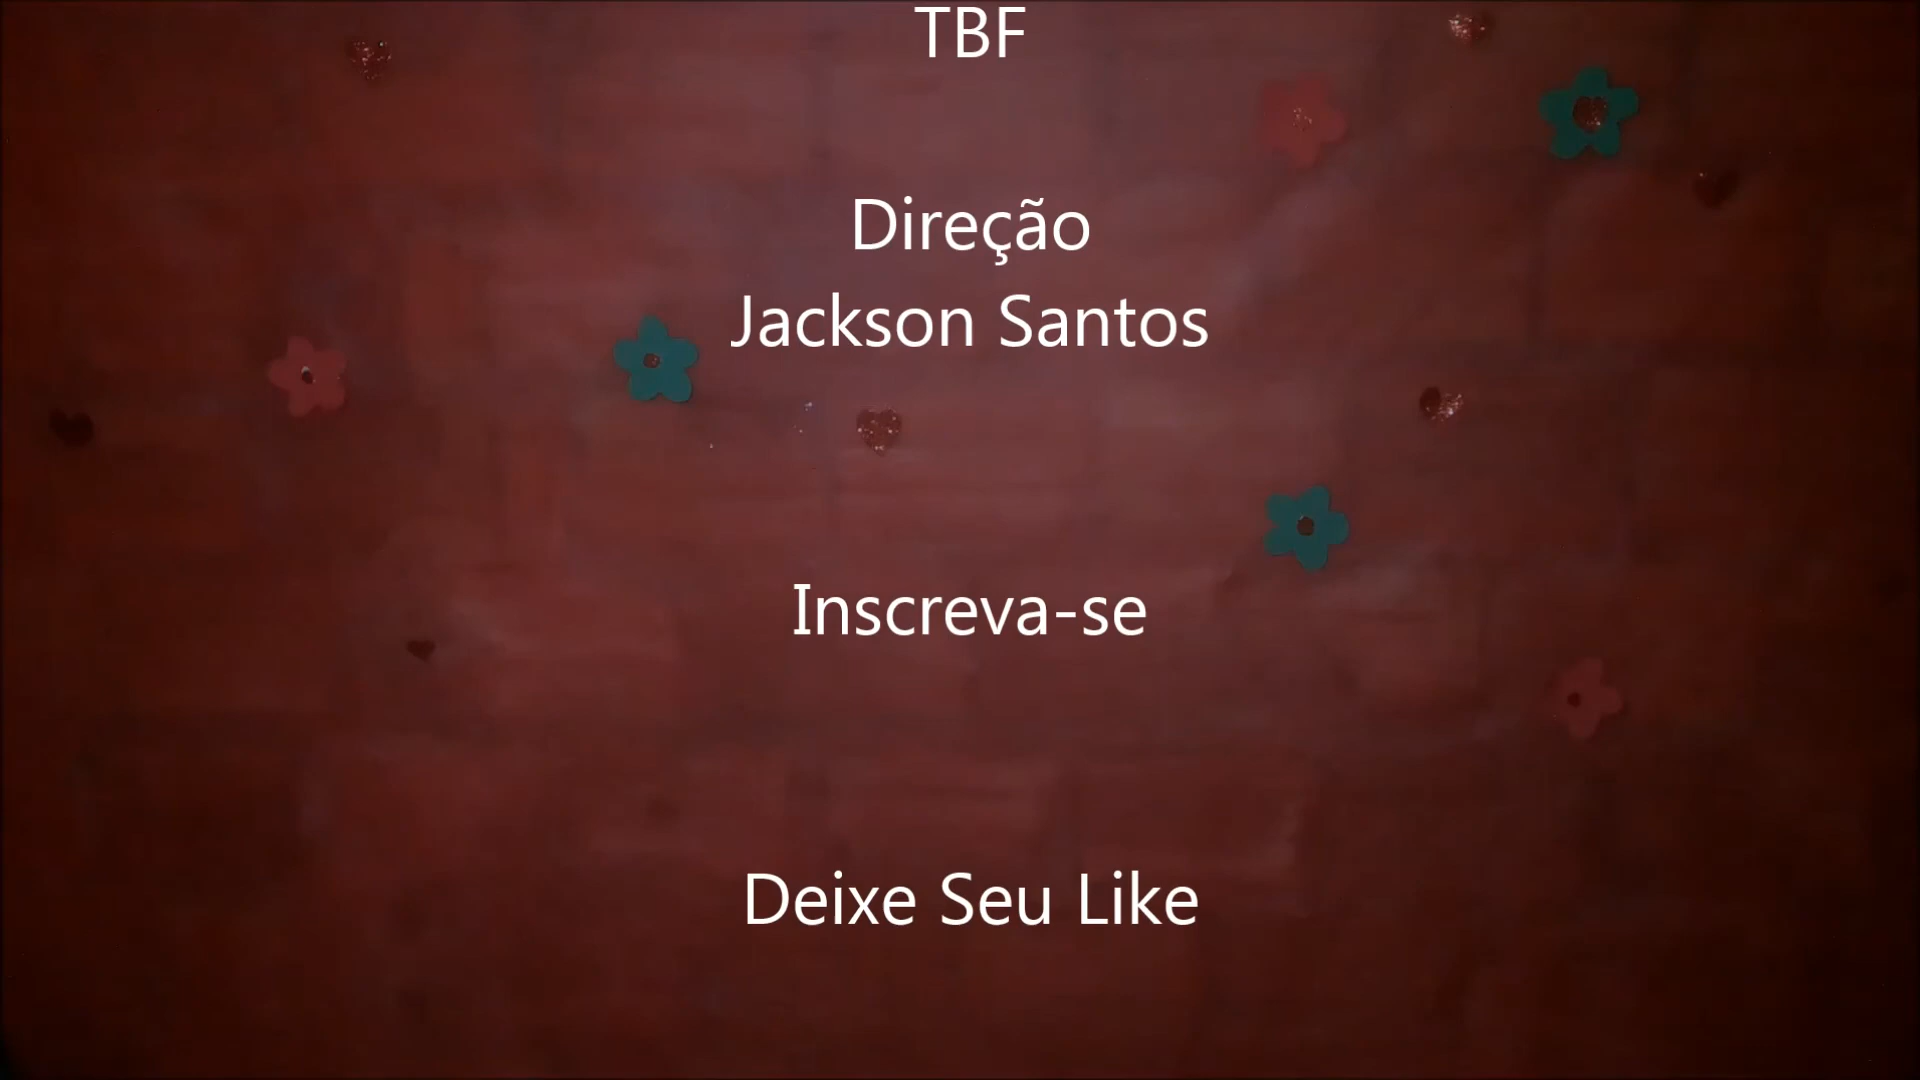 TBF
Direção
Jackson Santos
Inscreva-se
Deixe Seu Like